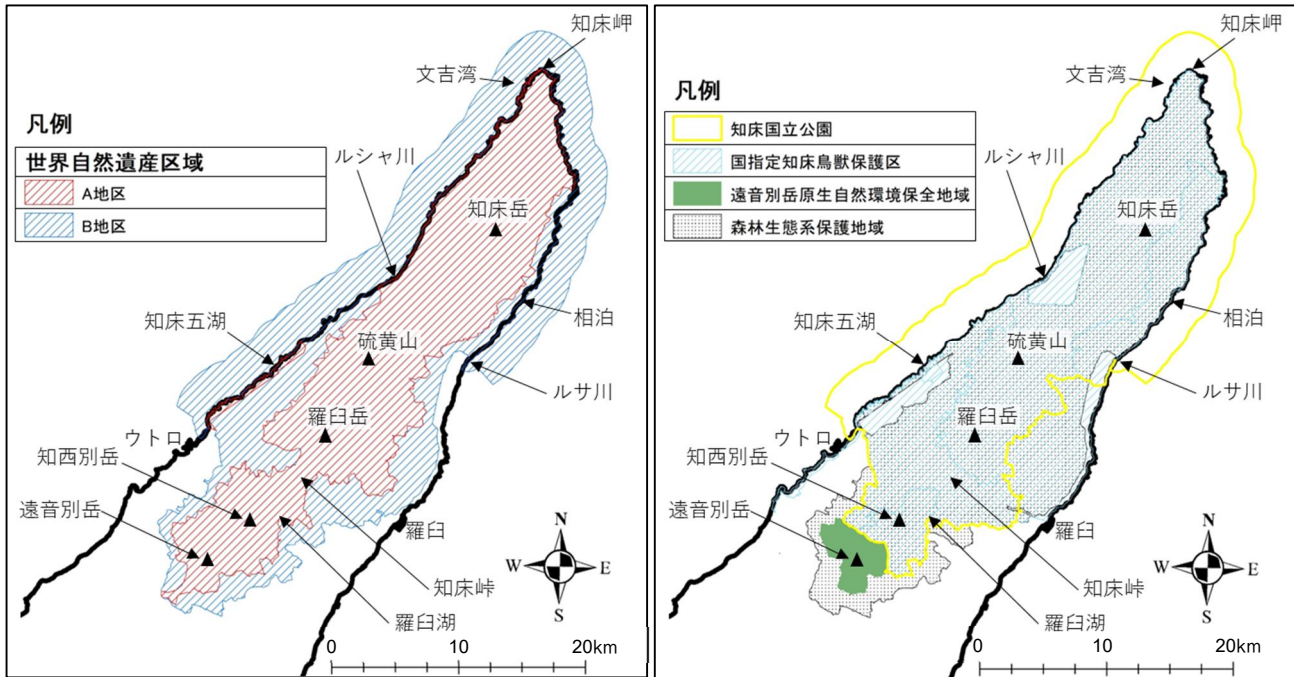 知床岬
文吉湾
凡例
世界自然遺産区域
A地区
B地区
ルシャ川
知床岳
知床五湖
硫黄山
相泊
ルサ川
羅臼岳
ウトロ
知西別岳
遠音別岳
羅臼
知床峠
羅臼湖
N
W
E
S
0
10
20km
知床岬
文吉湾
凡例
知床国立公園
国指定知床鳥獣保護区
遠音別岳原生自然環境保全地域
森林生態系保護地域
ルシャ川
知床岳
知床五湖
硫黄山
相泊
ルサ川
羅臼岳
ウトロ
知西別岳
遠音別岳
羅臼
知床峠
羅臼湖
N
W
E
S
0
10
20km